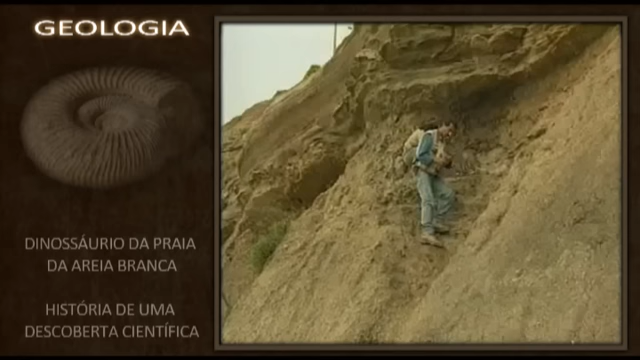 GEOLOGIA
DINOSSÁURIO DA PRAIA
DA AREIA BRANCA
HISTÓRIA DE UMA
DESCOBERTA CIENTÍFICA